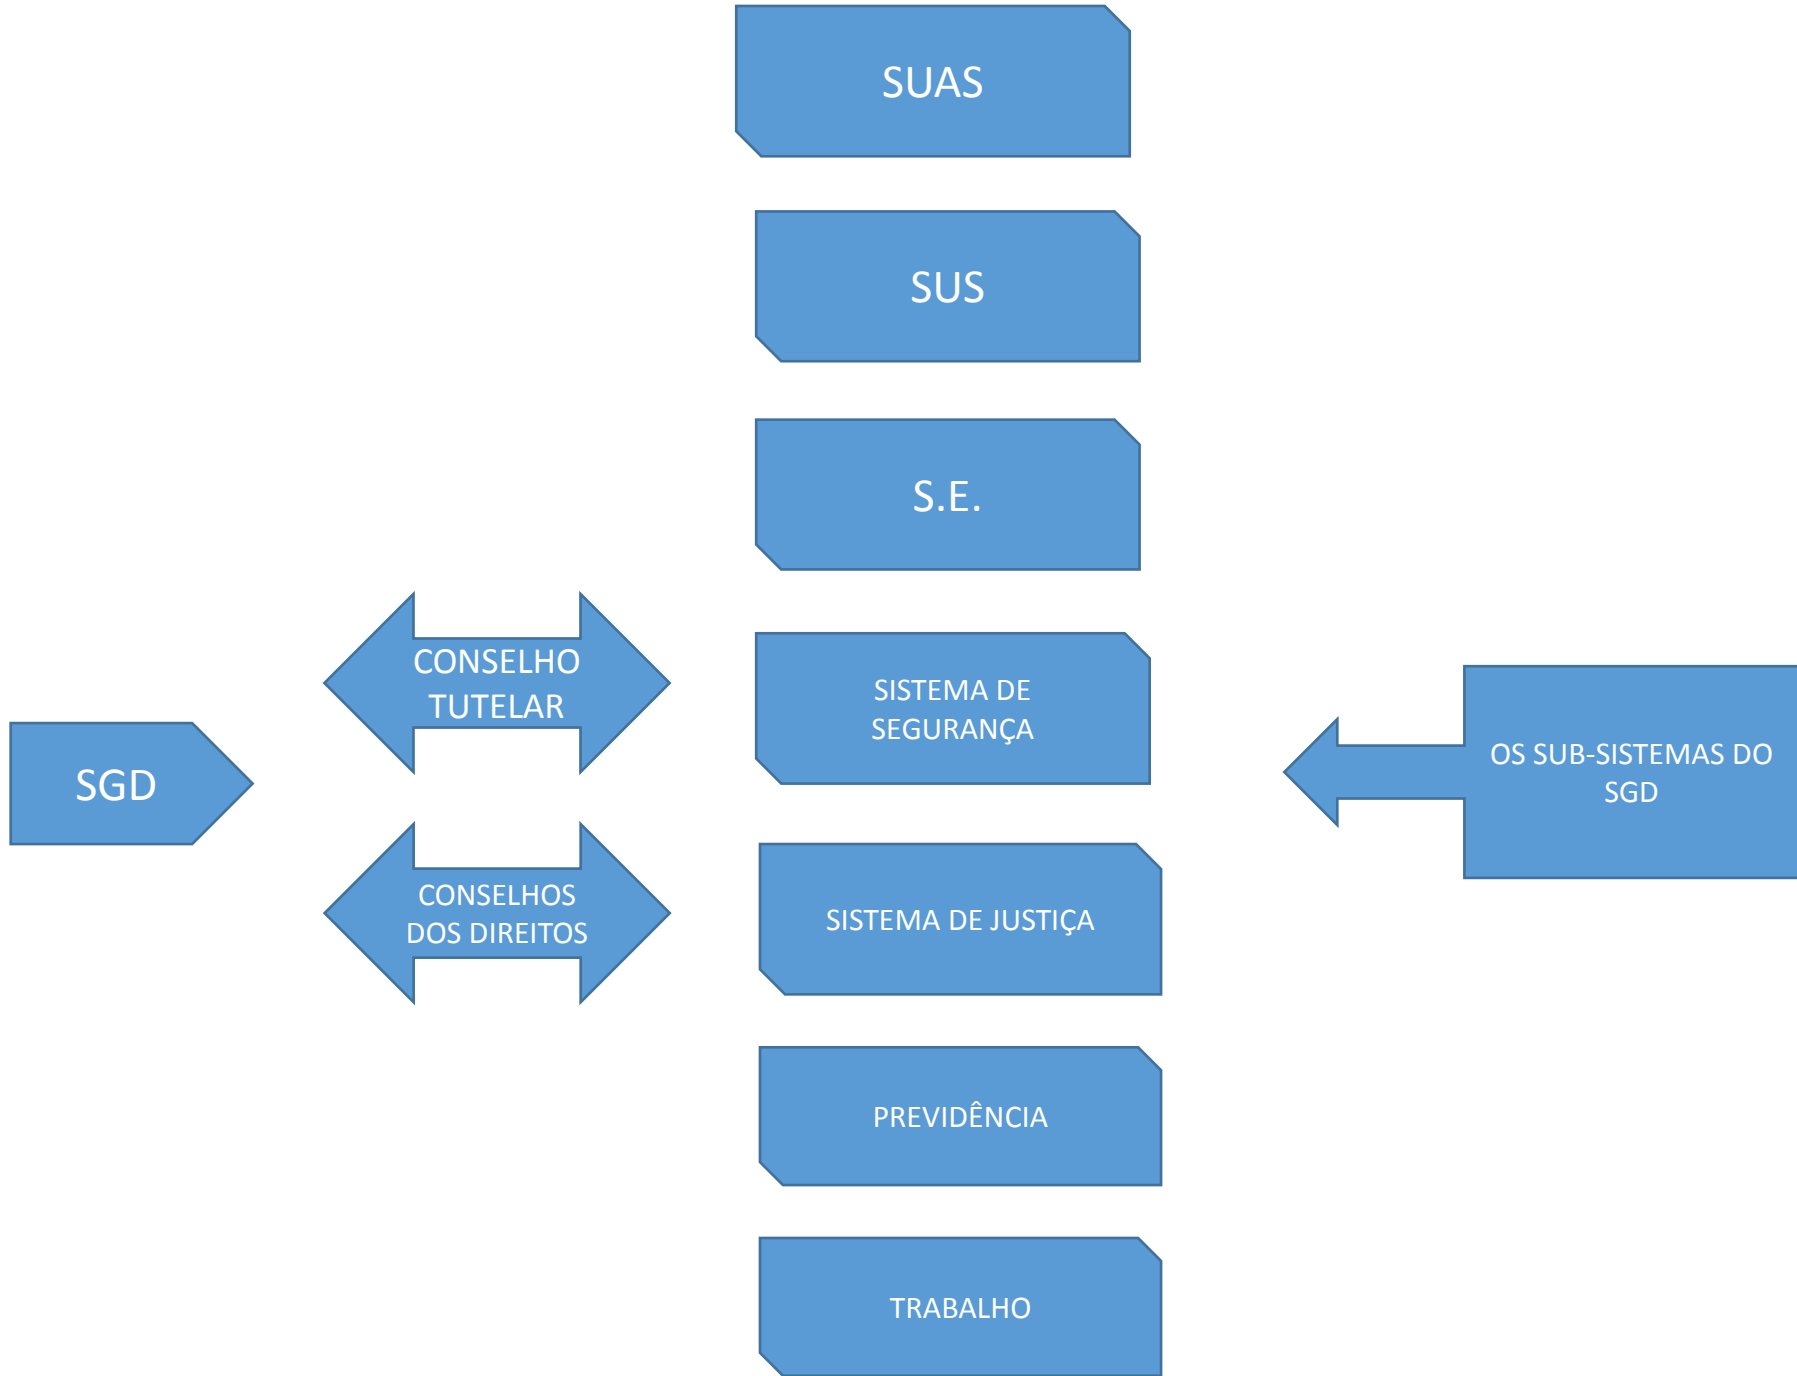 SUAS
SUS
S.E.
CONSELHO
TUTELAR
SISTEMA DE
SEGURANÇA
SGD
OS SUB-SISTEMAS DO
SGD
CONSELHOS
DOS DIREITOS
SISTEMA DE JUSTIÇA
PREVIDÊNCIA
TRABALHO